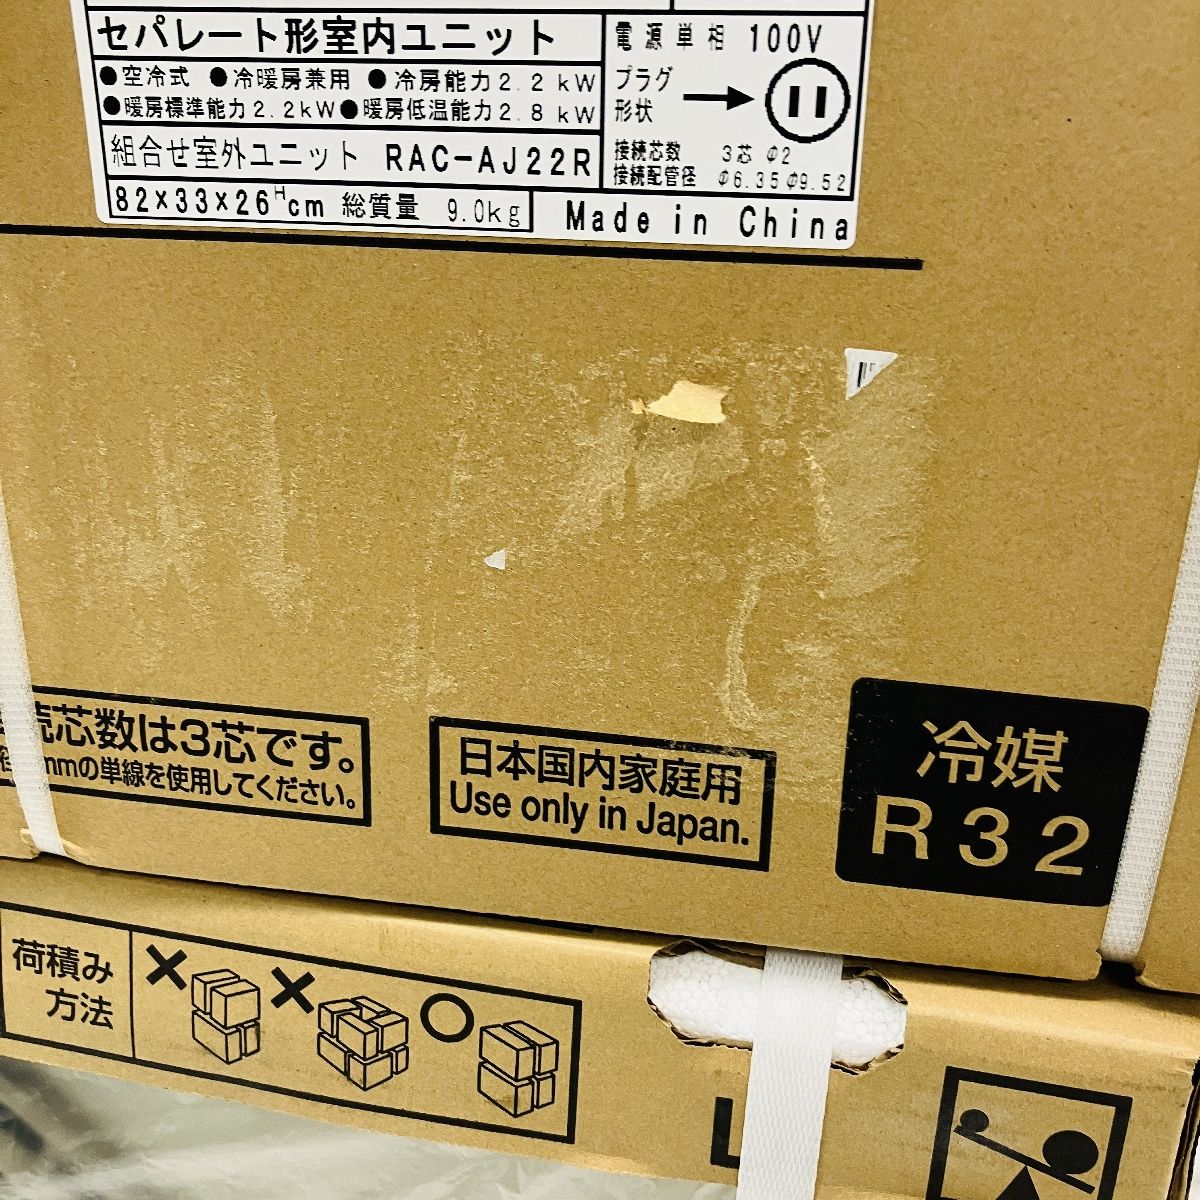 セパレート形室内ユニット
●空冷式 ●冷暖房兼用 ●冷房能力2.2kW
●暖房標準能力2.2kW●暖房低温能力2.8kW
組合せ室外ユニット RAC-AJ22R
82×33×26ᴴcm 総質量 9.0kg
電源単相 100V
プラグ
形状
接続芯数 3芯 φ2
接続配管径 φ6.35φ9.52
Made in China
続芯数は3芯です。
mmの単線を使用してください。
日本国内家庭用
Use only in Japan.
冷媒
R32
荷積み
方法